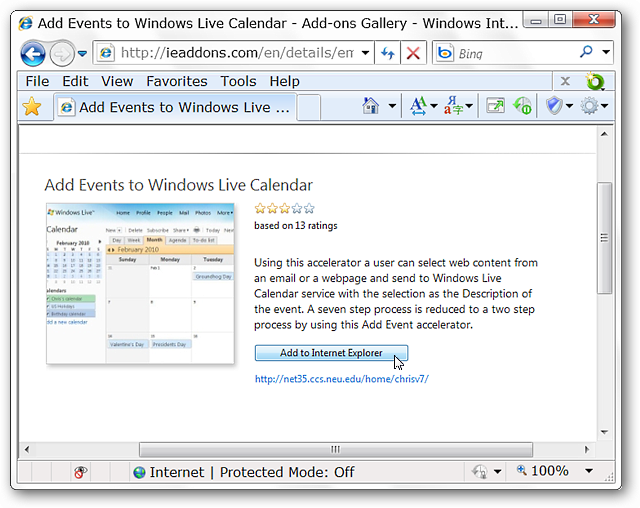 Add Events to Windows Live Calendar - Add-ons Gallery - Windows Int...
http://ieaddons.com/en/details/em
Bing
File Edit View Favorites Tools Help
Add Events to Windows Live ...
Add Events to Windows Live Calendar
Windows Live™ Home Profile People Mail Photos More
Calendar
New Delete Subscribe Share Today
February 2010
Day Week Month Agenda To-do list
February 2010
Sunday Monday Tuesday
Feb 1
Groundhog Day
calendars
Chris's calendar
US Holidays
Birthday calendar
Add a new calendar
Valentine's Day Presidents Day
based on 13 ratings
Using this accelerator a user can select web content from
an email or a webpage and send to Windows Live
Calendar service with the selection as the Description of
the event. A seven step process is reduced to a two step
process by using this Add Event accelerator.
Add to Internet Explorer
http://net35.ccs.neu.edu/home/chrisv7/
Internet | Protected Mode: Off
100%